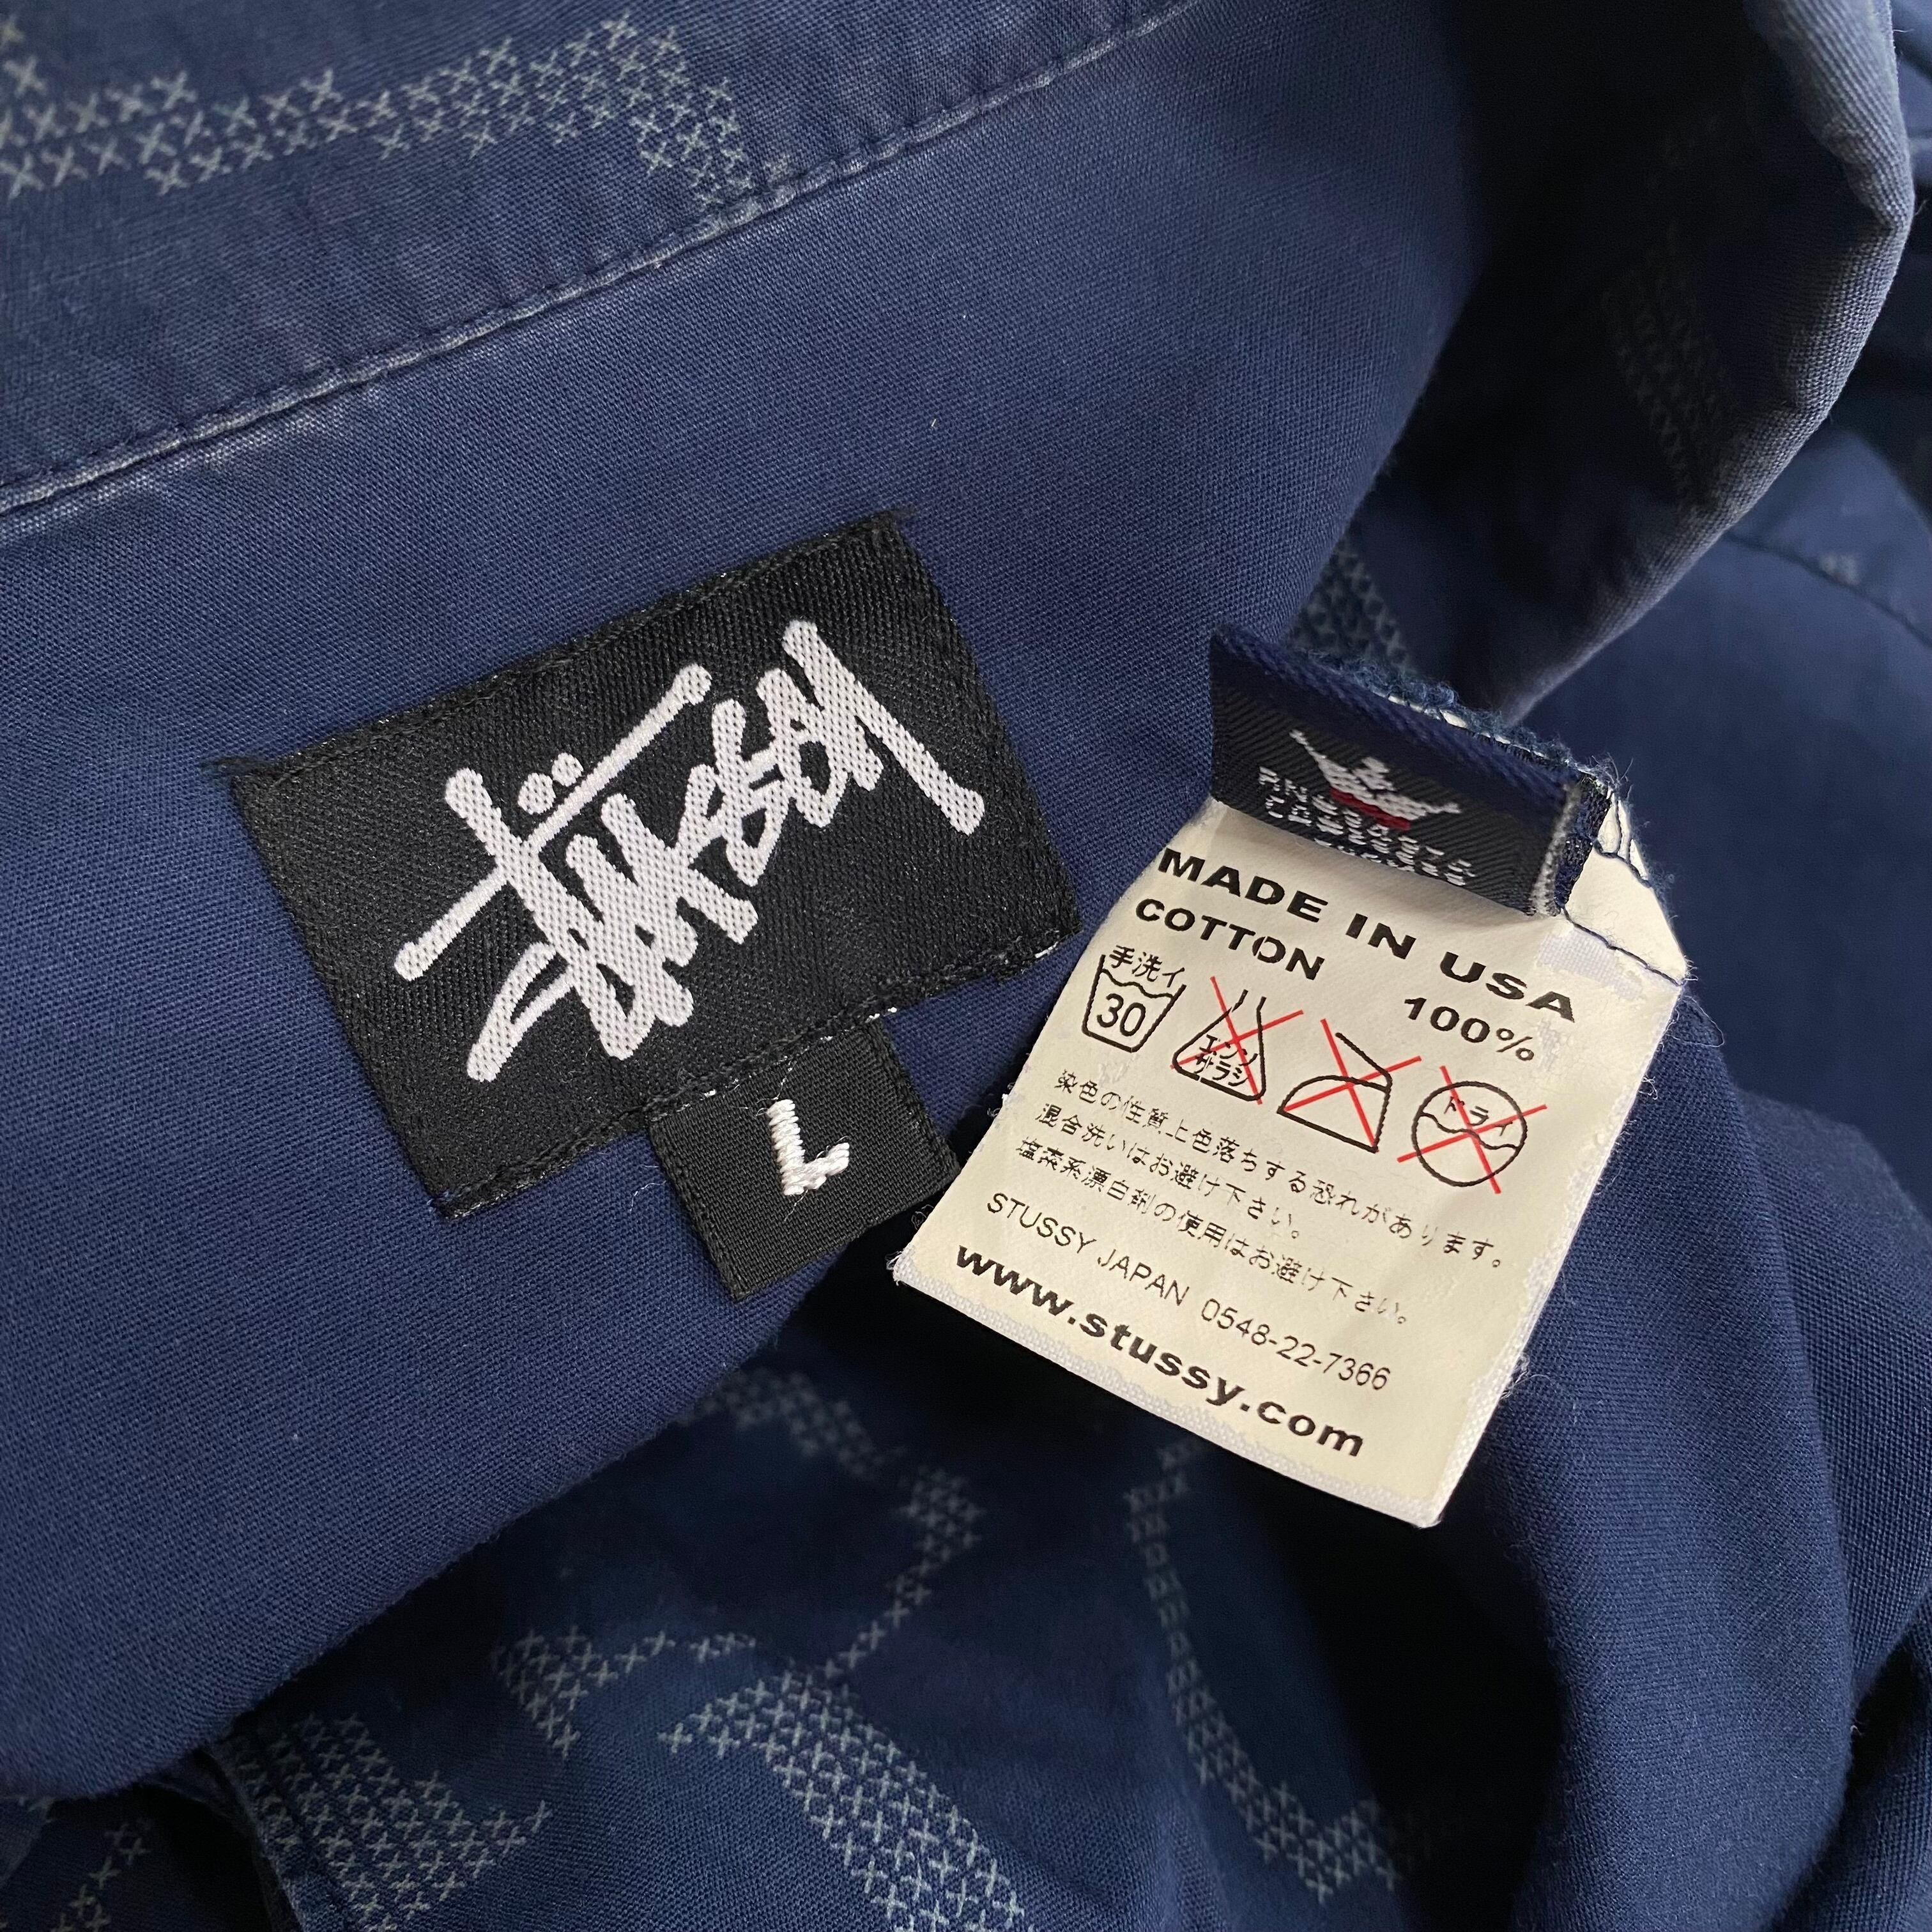 Stüssy
L
MADE IN USA
COTTON 100%
手洗イ
30
エンソ
サラシ
ドライ
染色の性質上色落ちする恐れがあります。
混合洗いはお避け下さい。
塩素系漂白剤の使用はお避け下さい。
STUSSY JAPAN 0548-22-7366
www.stussy.com